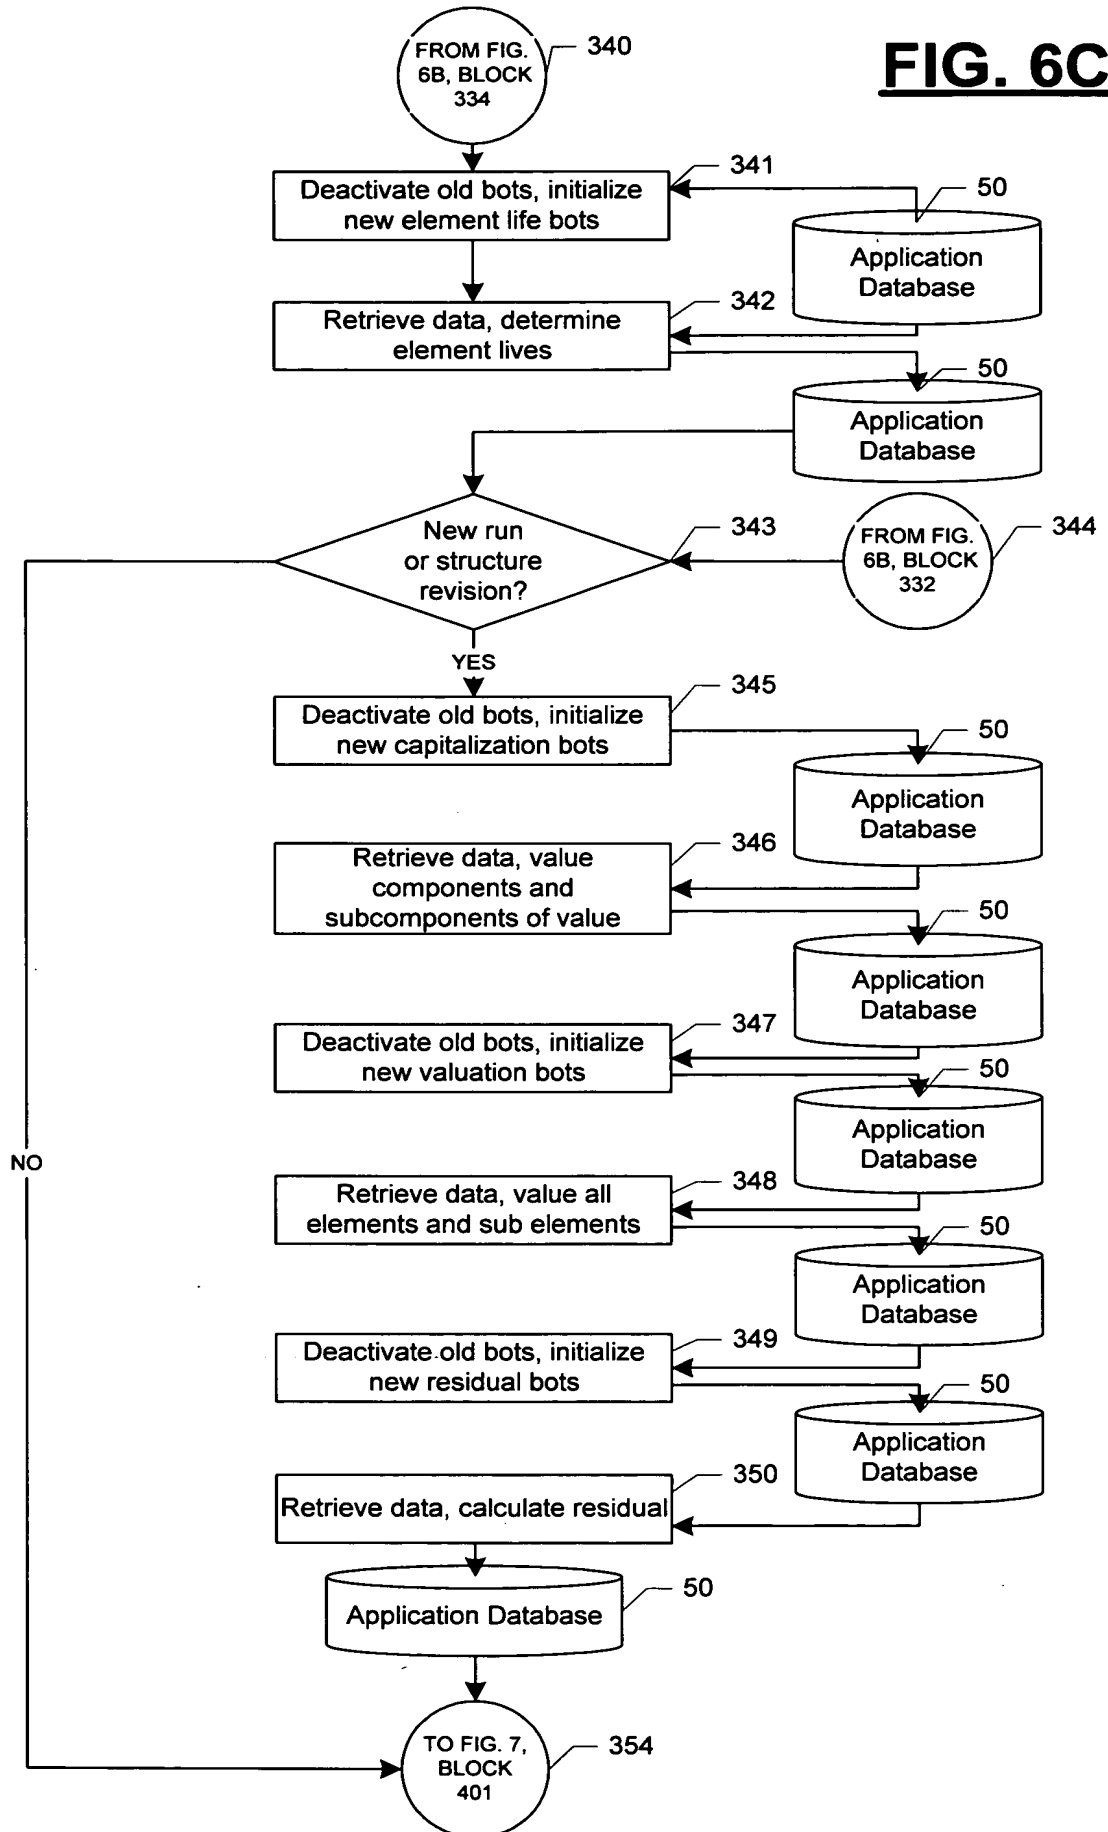 FROM FIG.
6B, BLOCK
334
340
FIG. 6C
341
Deactivate old bots, initialize
new element life bots
50
Application
Database
342
Retrieve data, determine
element lives
50
Application
Database
New run
or structure
revision?
343
FROM FIG.
6B, BLOCK
332
344
YES
345
Deactivate old bots, initialize
new capitalization bots
50
Application
Database
346
Retrieve data, value
components and
subcomponents of value
50
Application
Database
347
Deactivate old bots, initialize
new valuation bots
50
Application
Database
NO
348
Retrieve data, value all
elements and sub elements
50
Application
Database
349
Deactivate old bots, initialize
new residual bots
50
Application
Database
350
Retrieve data, calculate residual
50
Application Database
TO FIG. 7,
BLOCK
401
354